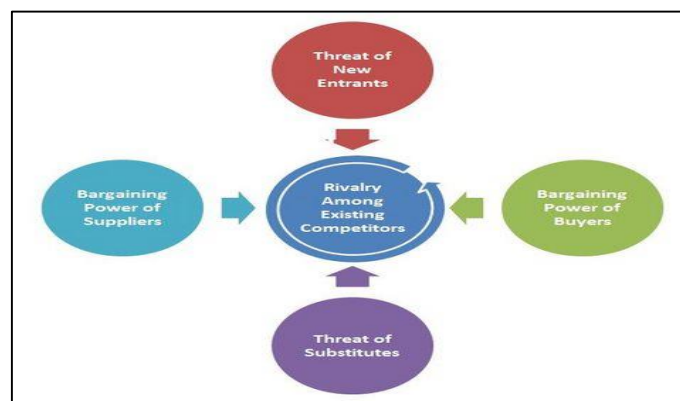 Threat of
New
Entrants
Bargaining
Power of
Suppliers
Rivalry
Among
Existing
Competitors
Bargaining
Power of
Buyers
Threat of
Substitutes